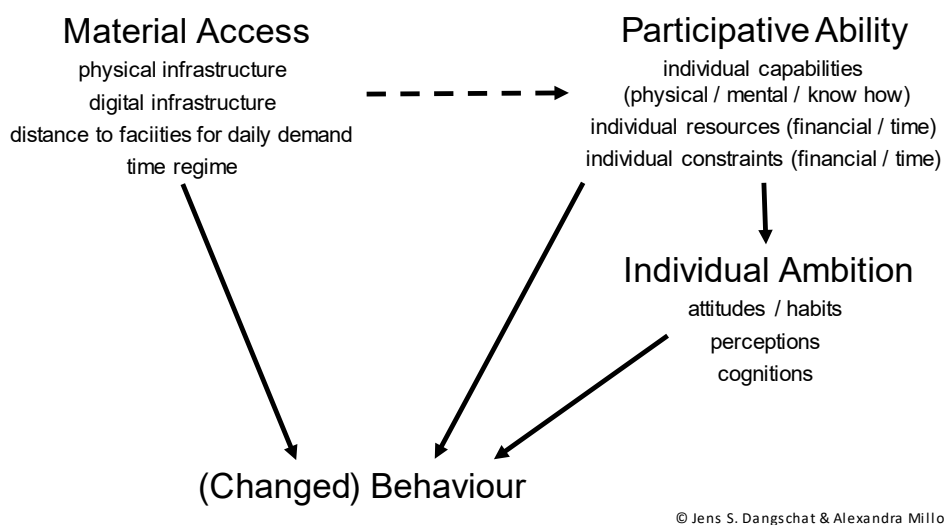 Material Access
physical infrastructure
digital infrastructure
distance to faciities for daily demand
time regime
Participative Ability
individual capabilities
(physical / mental / know how)
individual resources (financial / time)
individual constraints (financial / time)
Individual Ambition
attitudes / habits
perceptions
cognitions
(Changed) Behaviour
© Jens S. Dangschat & Alexandra Millo